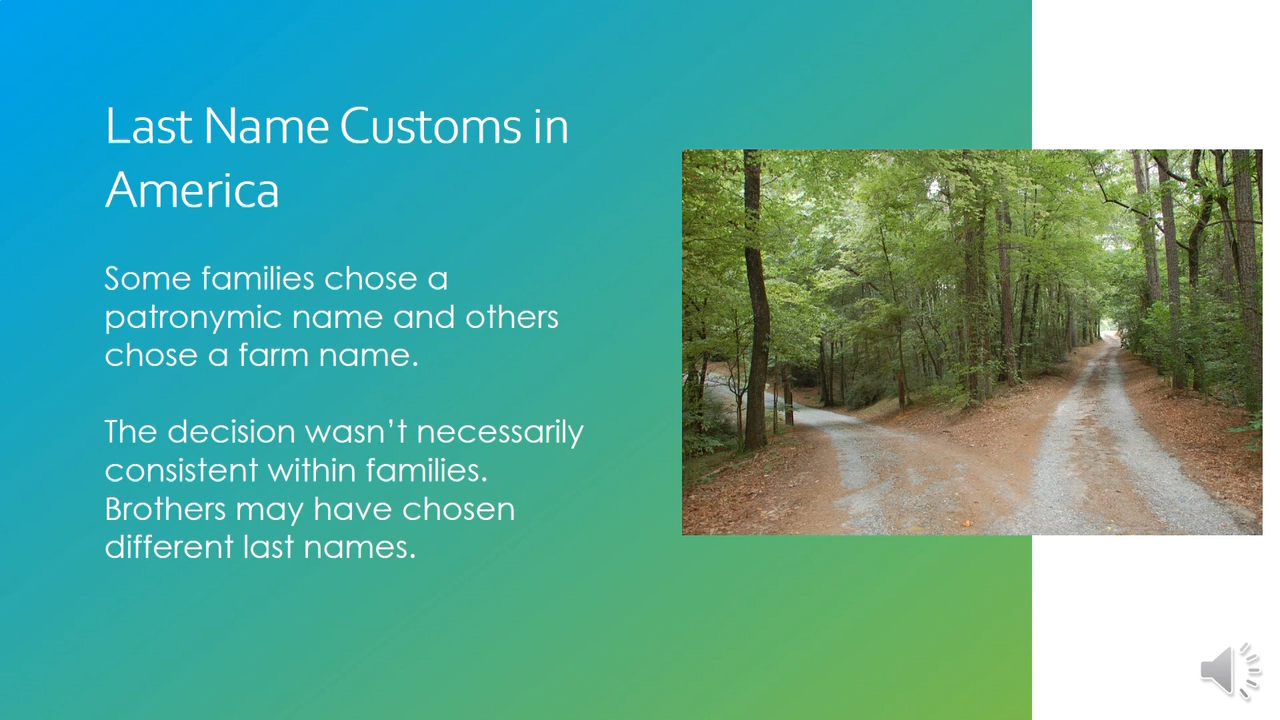 Last Name Customs in
America
Some families chose a
patronymic name and others
chose a farm name.
The decision wasn’t necessarily
consistent within families.
Brothers may have chosen
different last names.